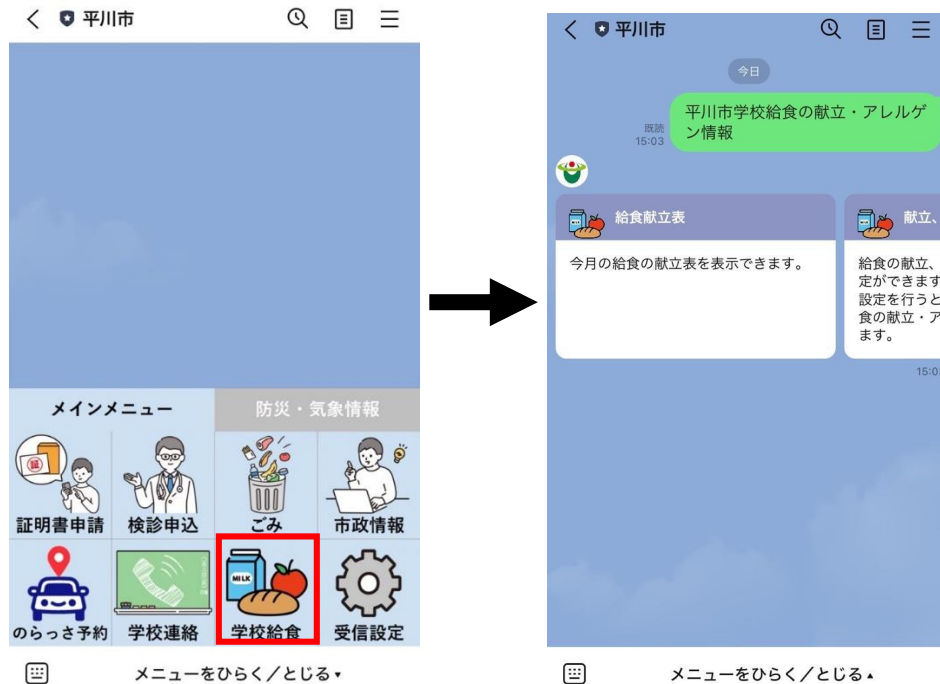 平川市
メインメニュー
防災・気象情報
証
証明書申請
検診申込
ごみ
市政情報
MILK
のらっさ予約
学校連絡
学校給食
受信設定
メニューをひらく/とじる▼
平川市
今日
平川市学校給食の献立・アレルゲ
ン情報
既読
15:03
給食献立表
今月の給食の献立表を表示できます。
献立、
給食の献立、
定ができます
設定を行うと
食の献立・ア
ます。
15:03
メニューをひらく/とじる▲